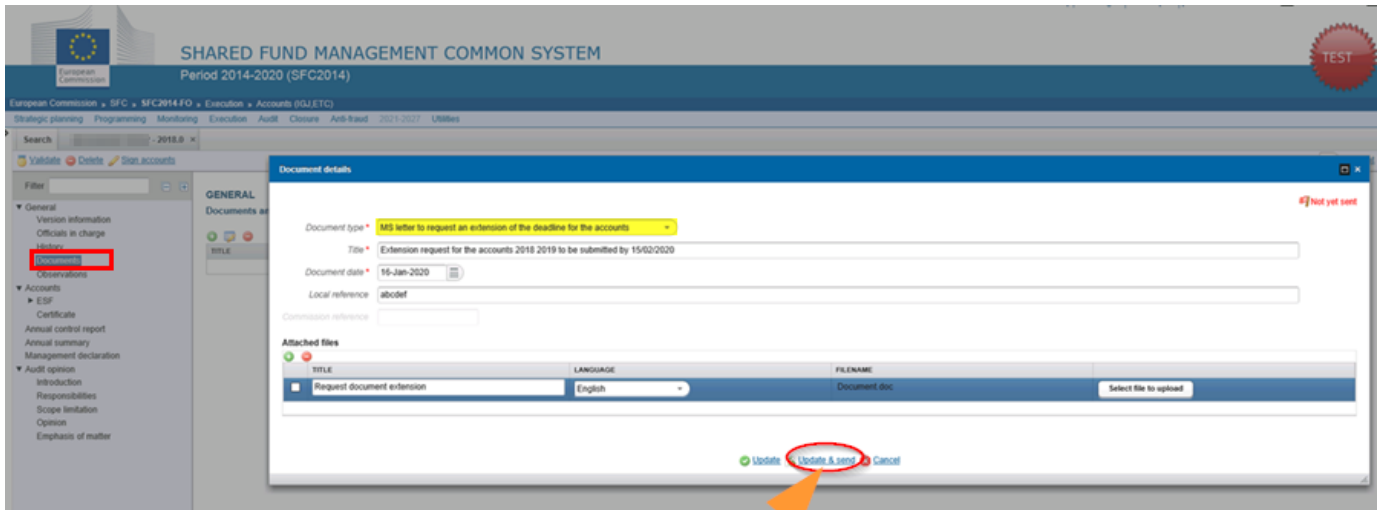 European
Commission
SHARED FUND MANAGEMENT COMMON SYSTEM
Period 2014-2020 (SFC2014)
TEST
European Commission » SFC » SFC2014-FO » Execution » Accounts (IGJ,ETC)
Strategic planning Programming Monitoring Execution Audit Closure Anti-fraud 2021-2027 Utilities
Search - 2018.0 ×
Validate Delete Sign accounts
Filter
General
Version information
Officials in charge
History
Documents
Observations
Accounts
ESF
Certificate
Annual control report
Annual summary
Management declaration
Audit opinion
Introduction
Responsibilities
Scope limitation
Opinion
Emphasis of matter
GENERAL
Documents
TITLE
Document details
Not yet sent
Document type * MS letter to request an extension of the deadline for the accounts
Title * Extension request for the accounts 2018 2019 to be submitted by 15/02/2020
Document date * 16-Jan-2020
Local reference abcdef
Commission reference
Attached files
TITLE LANGUAGE FILENAME
Request document extension English Document.doc Select file to upload
Update Update & send Cancel